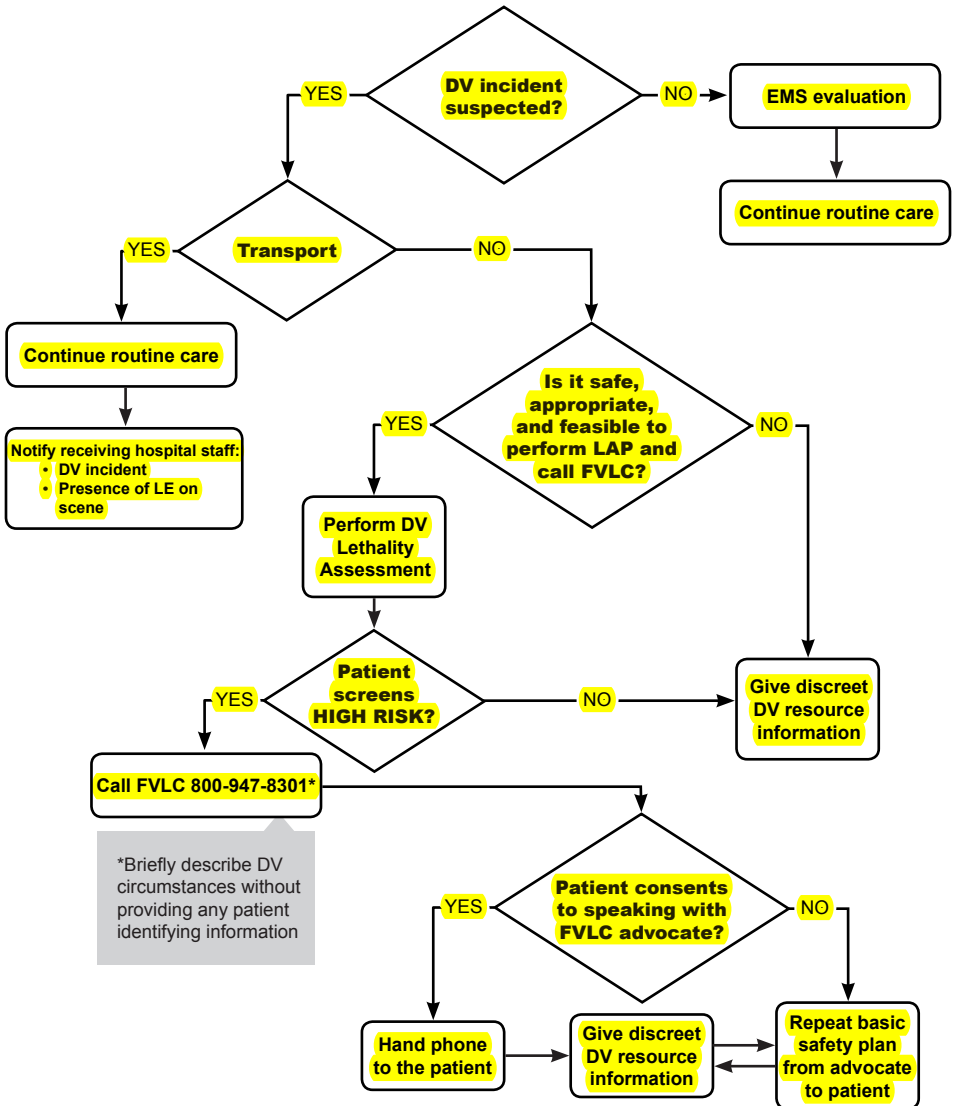 DV incident
suspected?
YES
NO
EMS evaluation
Continue routine care
Transport
YES
NO
Continue routine care
Notify receiving hospital staff:
• DV incident
• Presence of LE on
scene
Is it safe,
appropriate,
and feasible to
perform LAP and
call FVLC?
YES
NO
Perform DV
Lethality
Assessment
Patient
screens
HIGH RISK?
YES
NO
Give discreet
DV resource
information
Call FVLC 800-947-8301*
*Briefly describe DV
circumstances without
providing any patient
identifying information
Patient consents
to speaking with
FVLC advocate?
YES
NO
Hand phone
to the patient
Give discreet
DV resource
information
Repeat basic
safety plan
from advocate
to patient